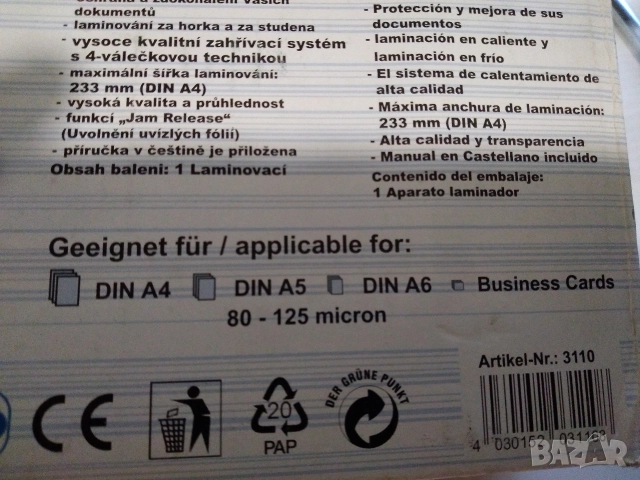 dokumentů
- laminování za horka a za studena
- vysoce kvalitní zahřívací systém
s 4-válečkovou technikou
- maximální šířka laminování:
233 mm (DIN A4)
- vysoká kvalita a průhlednost
- funkcí „Jam Release“
(Uvolnění uvízlých fólií)
- příručka v češtině je přiložena
Obsah baleni: 1 Laminovací
- Protección y mejora de sus
documentos
- laminación en caliente y
laminación en frío
- El sistema de calentamiento de
alta calidad
- Máxima anchura de laminación:
233 mm (DIN A4)
- Alta calidad y transparencia
- Manual en Castellano incluido
Contenido del embalaje:
1 Aparato laminador
Geeignet für / applicable for:
DIN A4 DIN A5 DIN A6 Business Cards
80 - 125 micron
Artikel-Nr.: 3110
CE
20
PAP
DER GRÜNE PUNKT
4 030152 031108
BAZAR